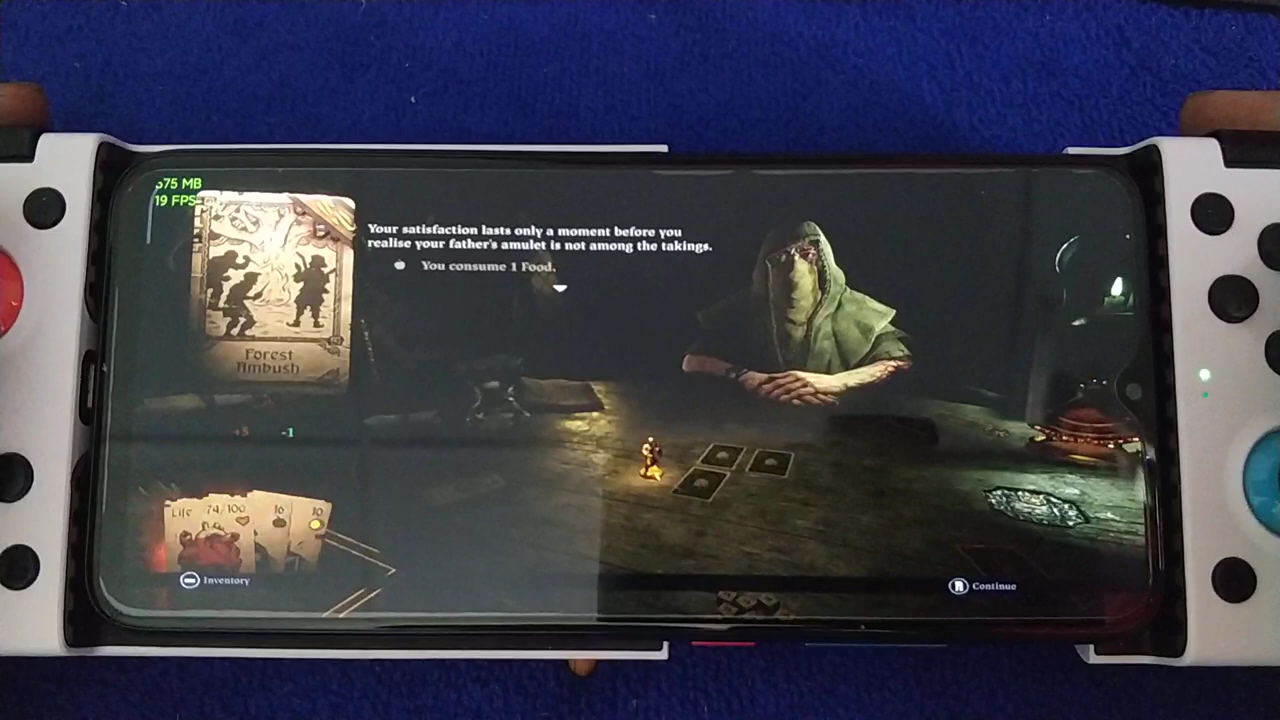 575 MB
19 FPS
Your satisfaction lasts only a moment before you
realise your father's amulet is not among the takings.
You consume 1 Food.
Forest
Ambush
+5 -1
Life 74/100 16 10
Inventory
Continue